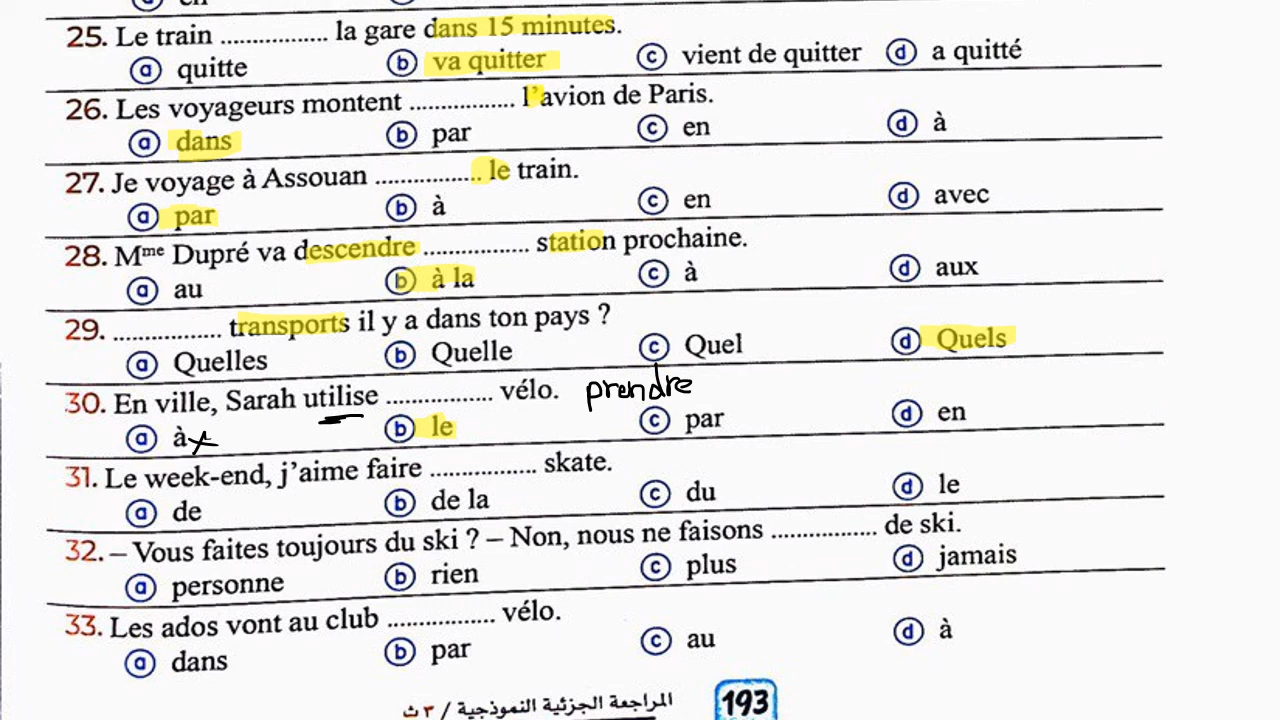 ⓐ en
25. Le train ................. la gare dans 15 minutes.
ⓐ quitte ⓑ va quitter ⓒ vient de quitter ⓓ a quitté
26. Les voyageurs montent ................ l'avion de Paris.
ⓐ dans ⓑ par ⓒ en ⓓ à
27. Je voyage à Assouan ................. le train.
ⓐ par ⓑ à ⓒ en ⓓ avec
28. Mᵐᵉ Dupré va descendre ................. station prochaine.
ⓐ au ⓑ à la ⓒ à ⓓ aux
29. ................. transports il y a dans ton pays ?
ⓐ Quelles ⓑ Quelle ⓒ Quel ⓓ Quels
30. En ville, Sarah utilise ................. vélo. prendre
ⓐ à ⓑ le ⓒ par ⓓ en
31. Le week-end, j'aime faire ................. skate.
ⓐ de ⓑ de la ⓒ du ⓓ le
32. – Vous faites toujours du ski ? – Non, nous ne faisons ................. de ski.
ⓐ personne ⓑ rien ⓒ plus ⓓ jamais
33. Les ados vont au club ................. vélo.
ⓐ dans ⓑ par ⓒ au ⓓ à
المراجعة الجزئية النموذجية / ٣ ث 193